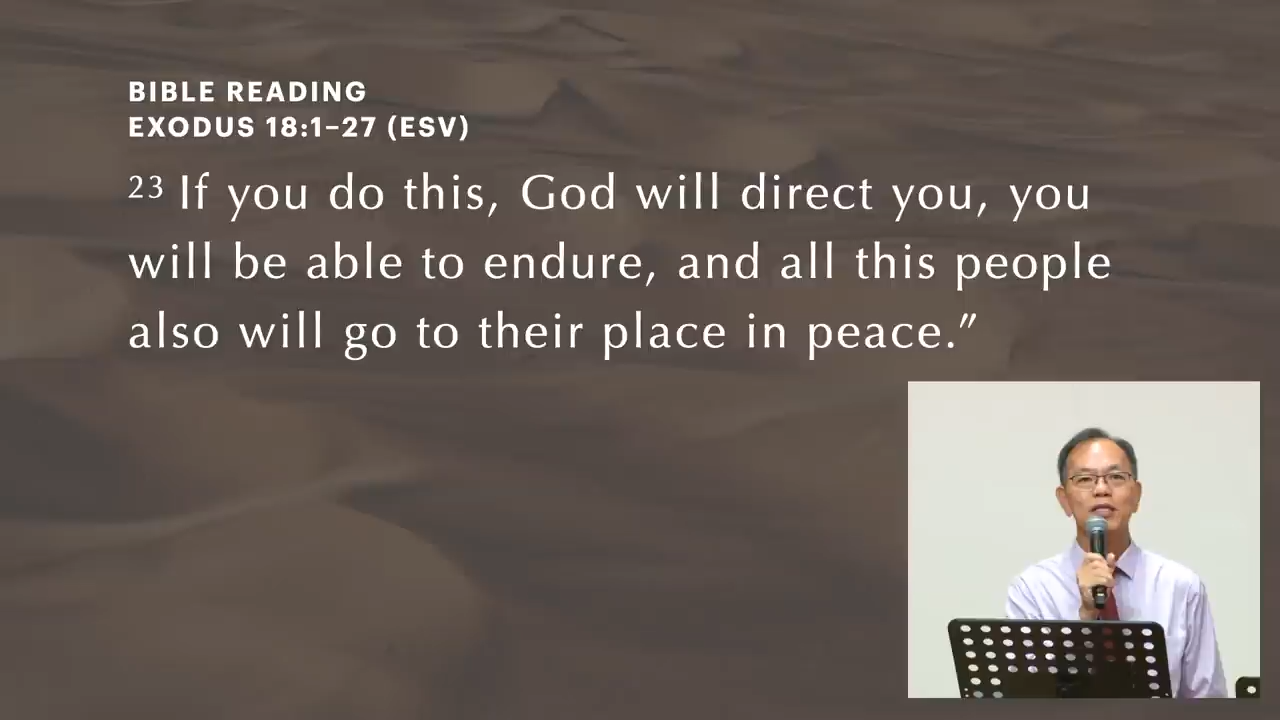 BIBLE READING
EXODUS 18:1–27 (ESV)
23 If you do this, God will direct you, you
will be able to endure, and all this people
also will go to their place in peace.”